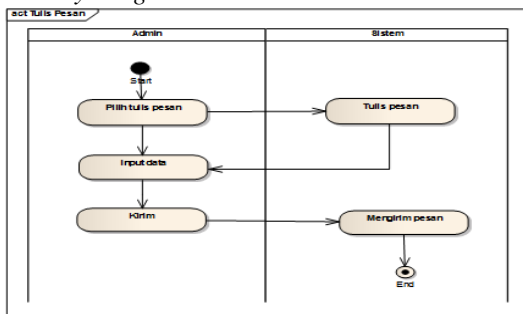 act Tulis Pesan
Admin
Sistem
Start
Pilih tulis pesan
Tulis pesan
Input data
Kirim
Mengirim pesan
End